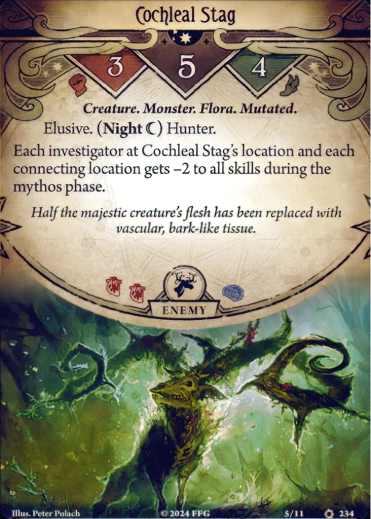 Cochleal Stag
3 5 4
Creature. Monster. Flora. Mutated.
Elusive. (Night ☾) Hunter.
Each investigator at Cochleal Stag's location and each
connecting location gets –2 to all skills during the
mythos phase.
Half the majestic creature's flesh has been replaced with
vascular, bark-like tissue.
ENEMY
Illus. Peter Polach © 2024 FFG 5/11 234